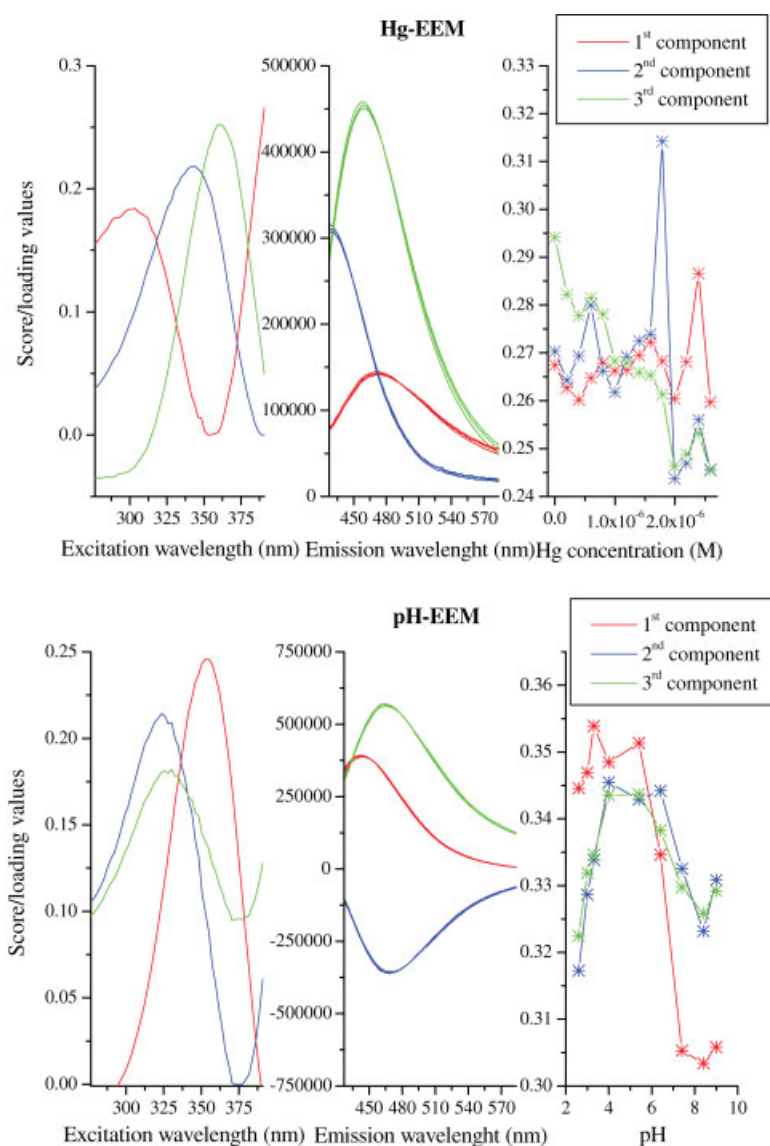 Hg-EEM
1st component
2nd component
3rd component
Score/loading values
0.3
0.2
0.1
0.0
300 325 350 375
Excitation wavelength (nm)
500000
400000
300000
200000
100000
0
450 480 510 540 570
Emission wavelenght (nm)
0.33
0.32
0.31
0.30
0.29
0.28
0.27
0.26
0.25
0.24
0.0 1.0x10-6 2.0x10-6
Hg concentration (M)
pH-EEM
1st component
2nd component
3rd component
Score/loading values
0.25
0.20
0.15
0.10
0.05
0.00
300 325 350 375
Excitation wavelength (nm)
750000
500000
250000
0
-250000
-500000
-750000
450 480 510 540 570
Emission wavelength (nm)
0.36
0.35
0.34
0.33
0.32
0.31
0.30
2 4 6 8 10
pH